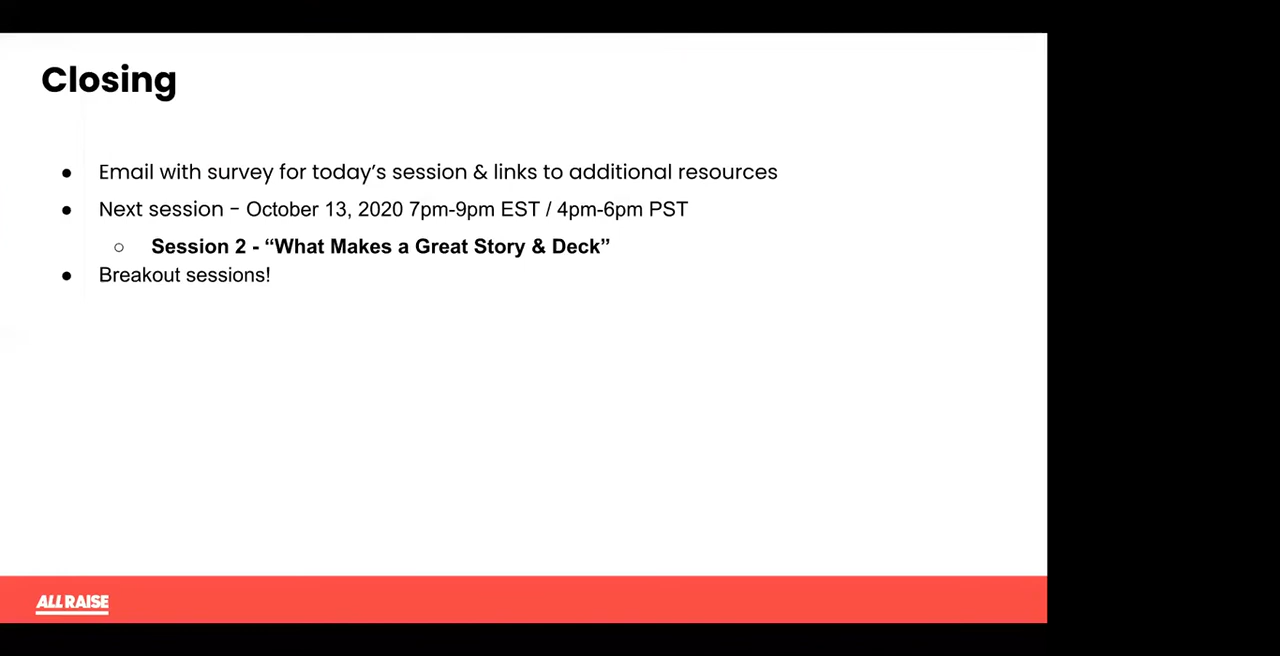 Closing
● Email with survey for today’s session & links to additional resources
● Next session – October 13, 2020 7pm-9pm EST / 4pm-6pm PST
○ Session 2 - “What Makes a Great Story & Deck”
● Breakout sessions!
ALL RAISE